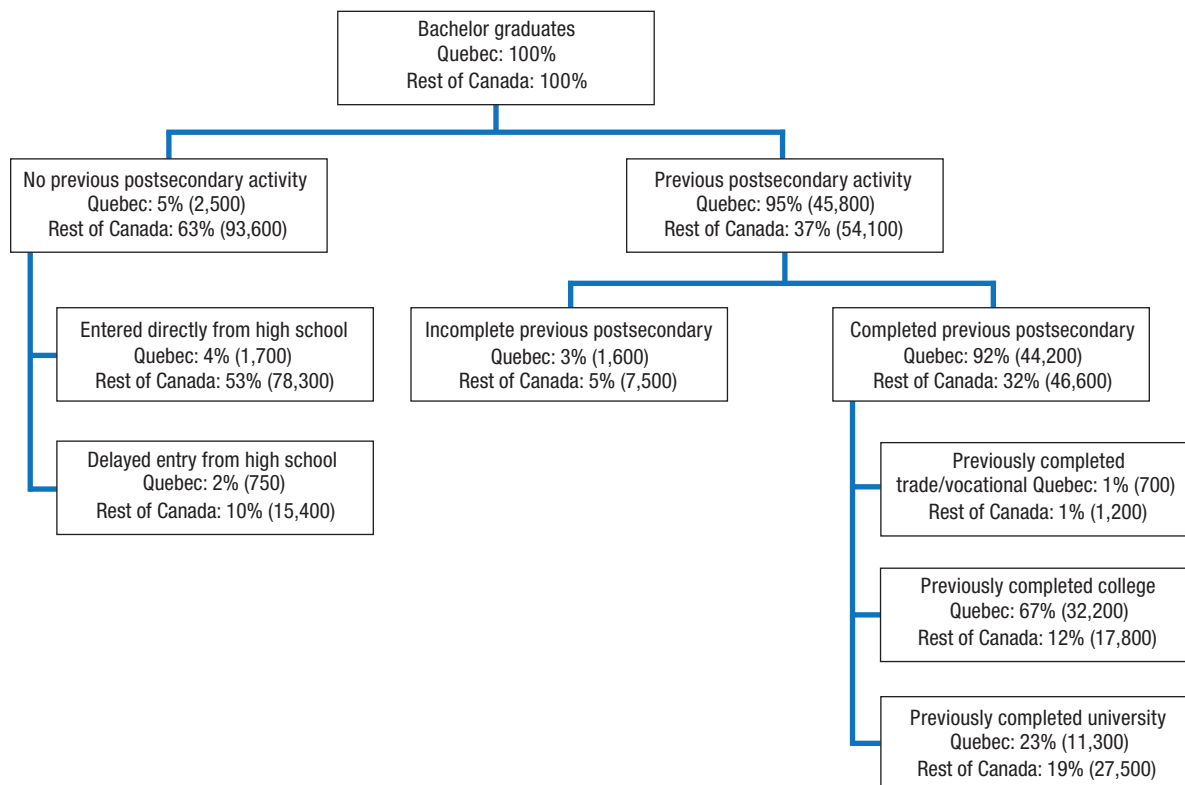 Bachelor graduates
Quebec: 100%
Rest of Canada: 100%
No previous postsecondary activity
Quebec: 5% (2,500)
Rest of Canada: 63% (93,600)
Previous postsecondary activity
Quebec: 95% (45,800)
Rest of Canada: 37% (54,100)
Entered directly from high school
Quebec: 4% (1,700)
Rest of Canada: 53% (78,300)
Incomplete previous postsecondary
Quebec: 3% (1,600)
Rest of Canada: 5% (7,500)
Completed previous postsecondary
Quebec: 92% (44,200)
Rest of Canada: 32% (46,600)
Delayed entry from high school
Quebec: 2% (750)
Rest of Canada: 10% (15,400)
Previously completed
trade/vocational Quebec: 1% (700)
Rest of Canada: 1% (1,200)
Previously completed college
Quebec: 67% (32,200)
Rest of Canada: 12% (17,800)
Previously completed university
Quebec: 23% (11,300)
Rest of Canada: 19% (27,500)